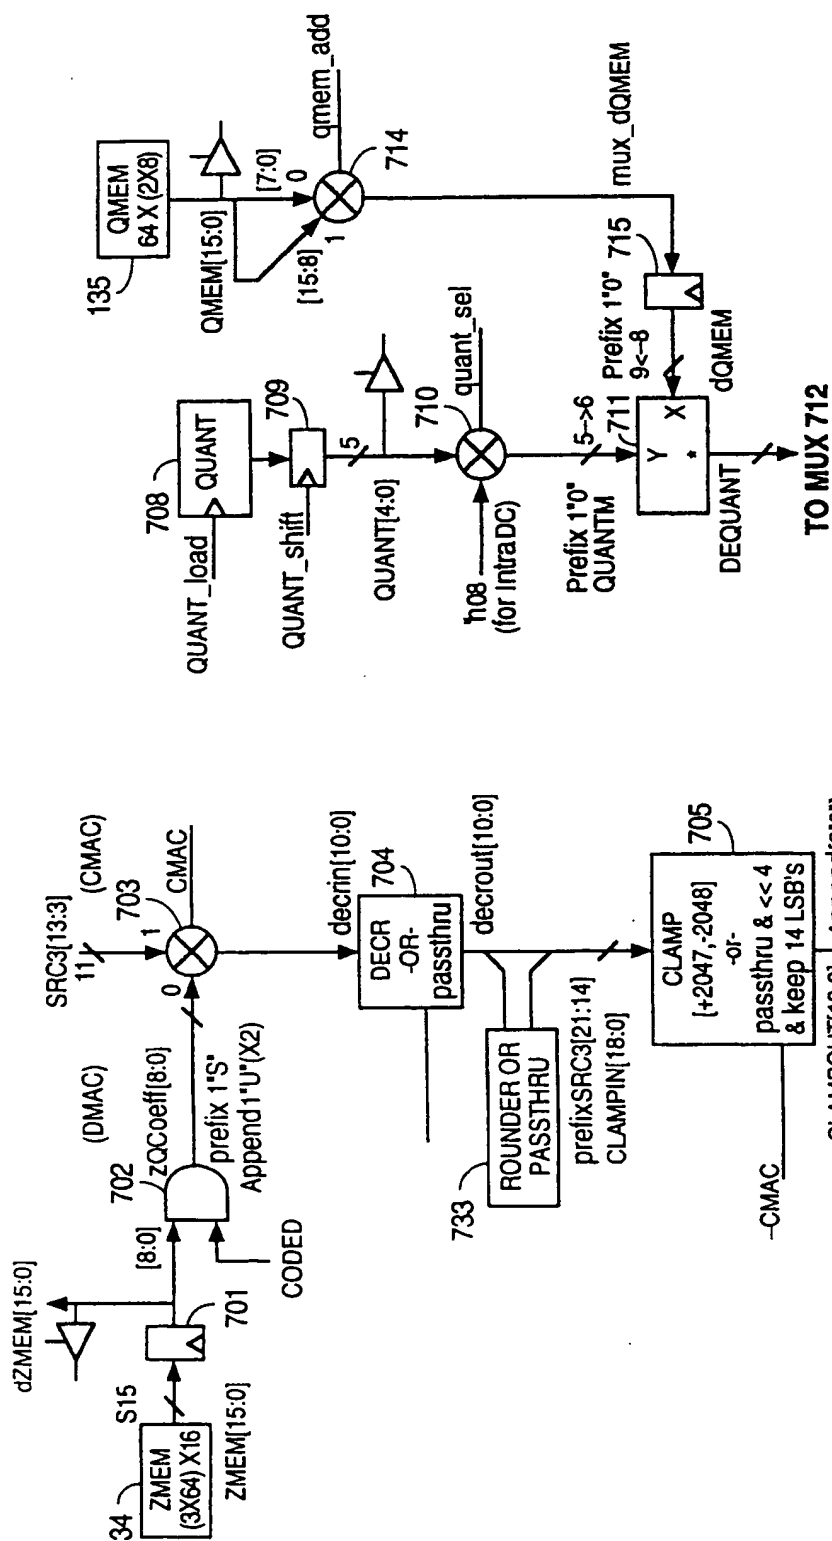 135
QMEM
64 X (2X8)
QMEM[15:0]
[7:0]
0
[15:8]
1
qmem_add
714
mux_dQMEM
708
QUANT
QUANT_load
709
QUANT_shift
5
QUANT[4:0]
710
quant_sel
'h08
(for IntraDC)
Prefix 1"0"
QUANTM
5->6
711
Prefix 1"0"
9<-8
715
dQMEM
Y
X
*
DEQUANT
TO MUX 712
34
ZMEM
(3X64) X16
S15
ZMEM[15:0]
dZMEM[15:0]
701
[8:0]
CODED
702
(DMAC)
zQCoeff[8:0]
prefix 1"S"
Append 1"U"(X2)
SRC3[13:3]
11
(CMAC)
703
1
0
CMAC
decrin[10:0]
704
DECR
-OR-
passthru
decrout[10:0]
733
ROUNDER OR
PASSTHRU
prefixSRC3[21:14]
CLAMPIN[18:0]
705
CLAMP
[+2047,-2048]
-or-
passthru & << 4
& keep 14 LSB's
~CMAC